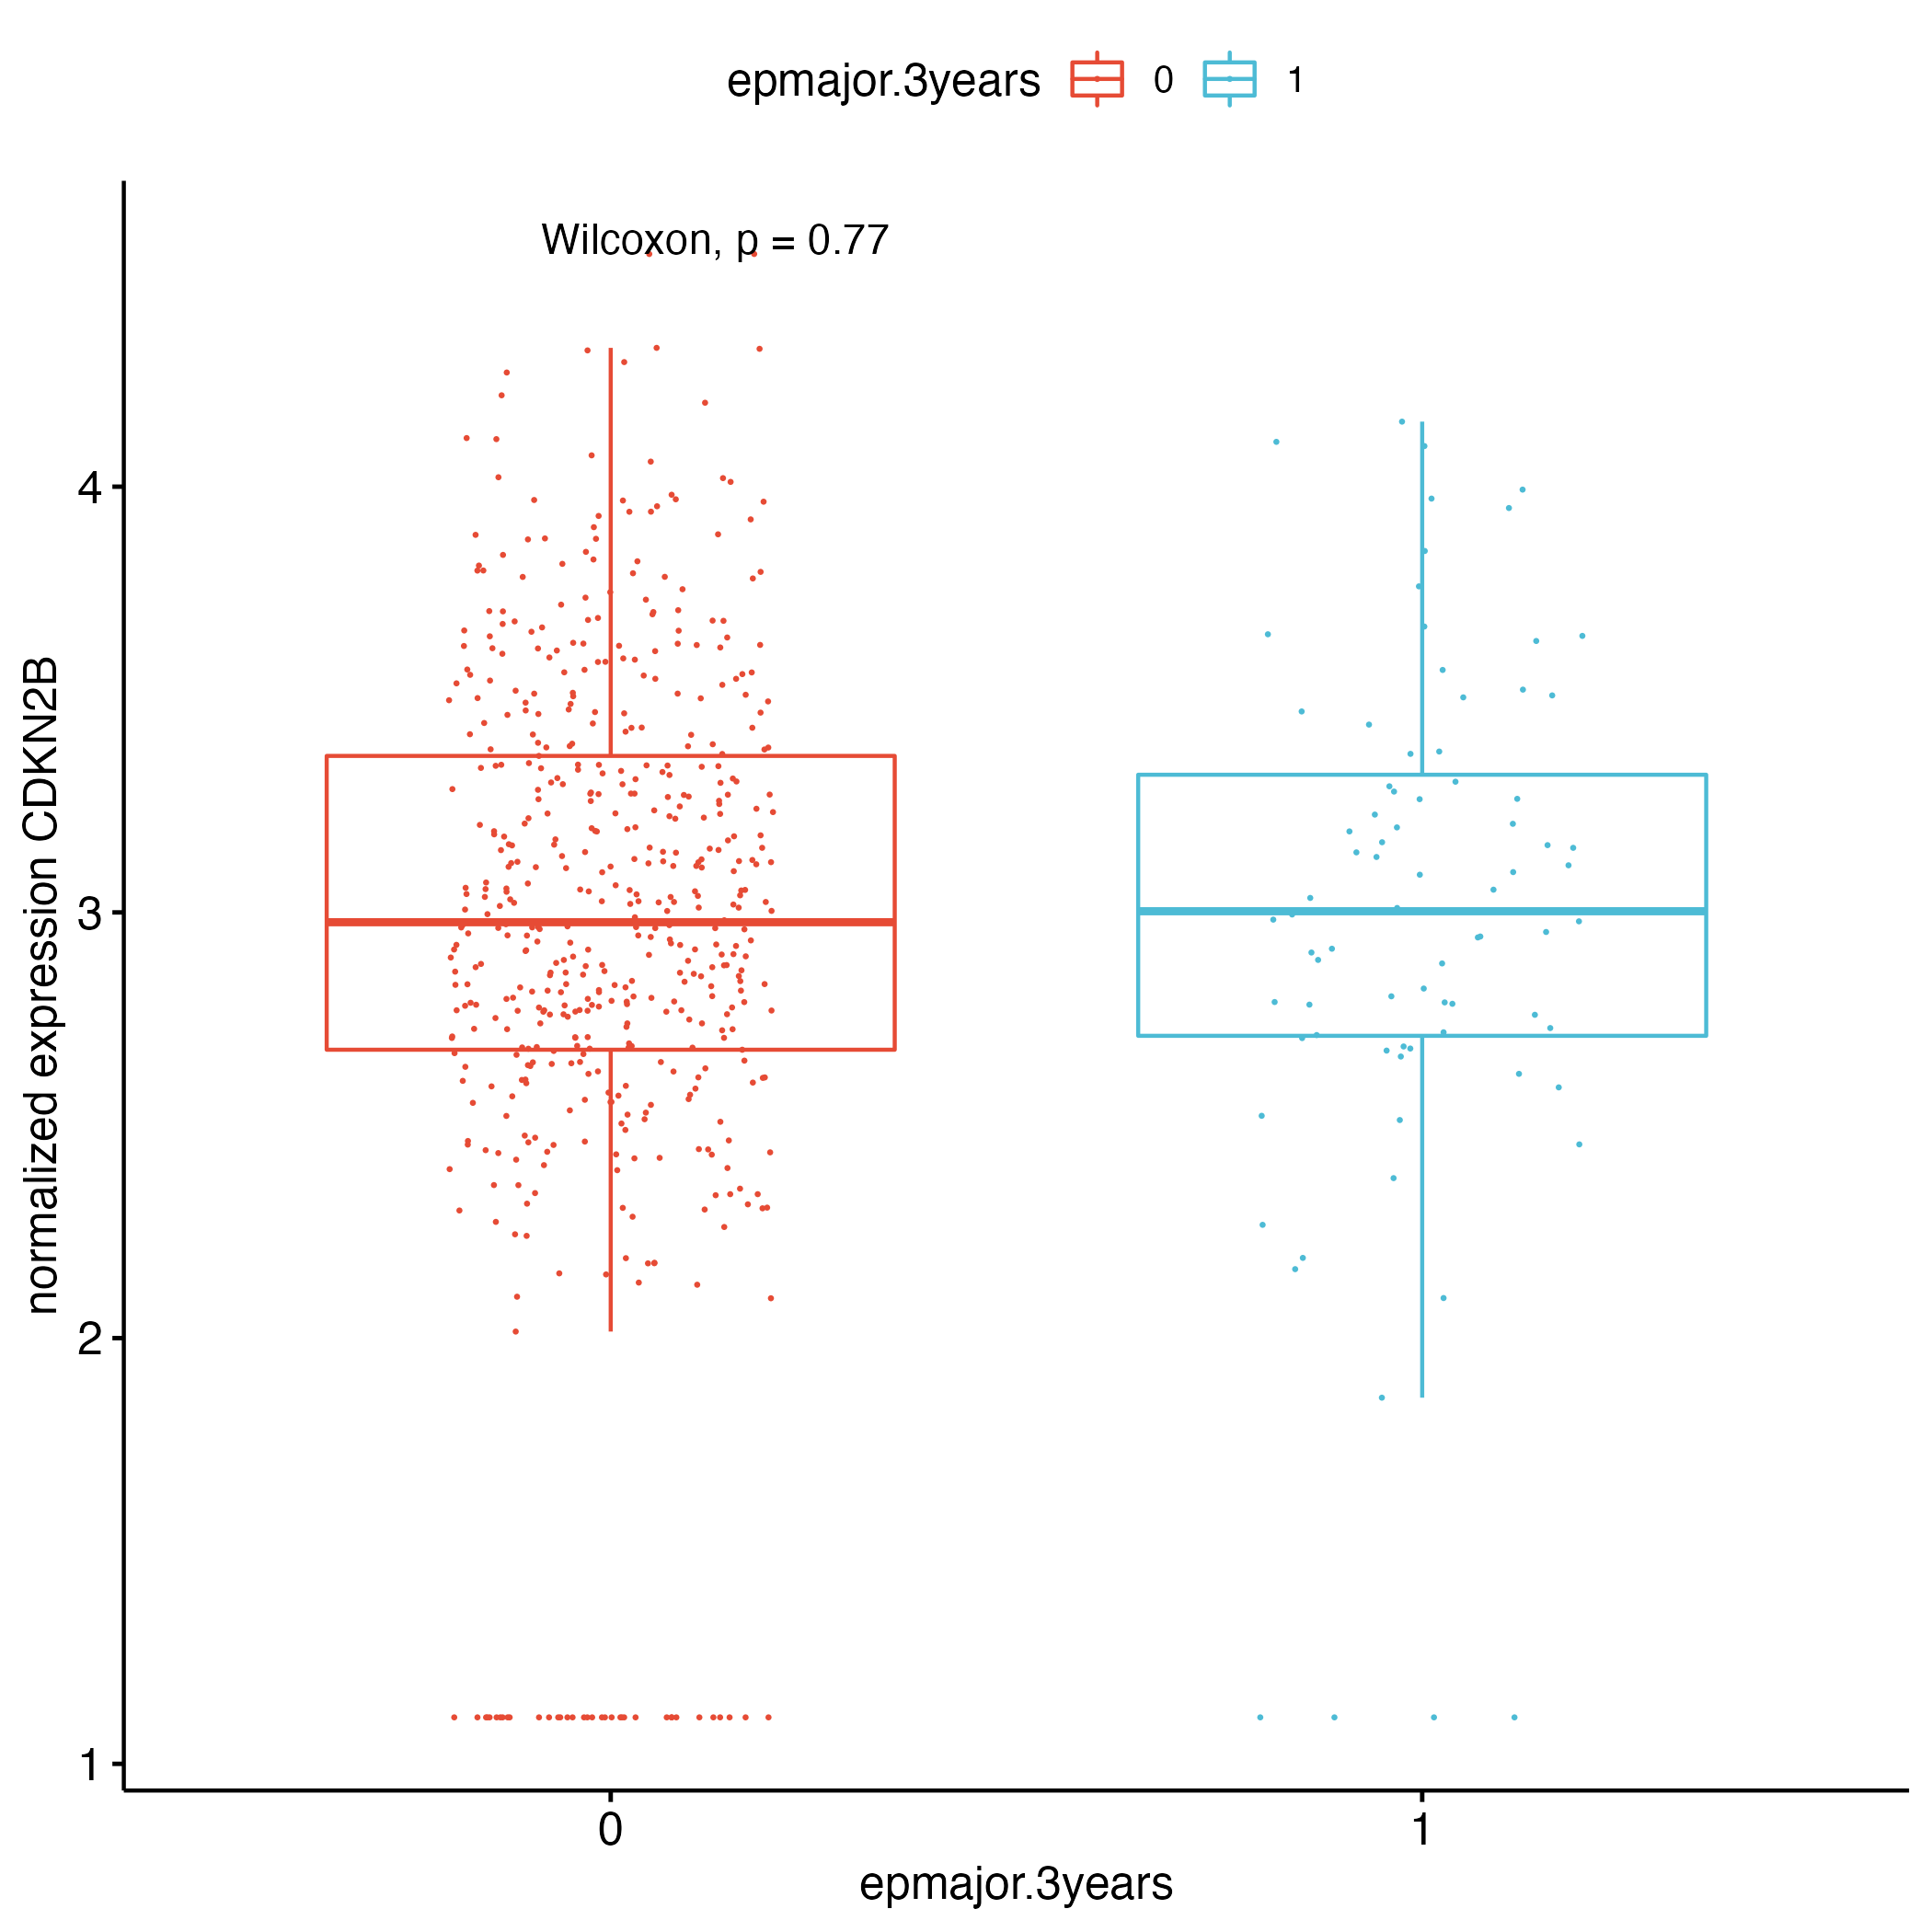 epmajor.3years 0 1
Wilcoxon, p = 0.77
normalized expression CDKN2B
4
3
2
1
0 1
epmajor.3years